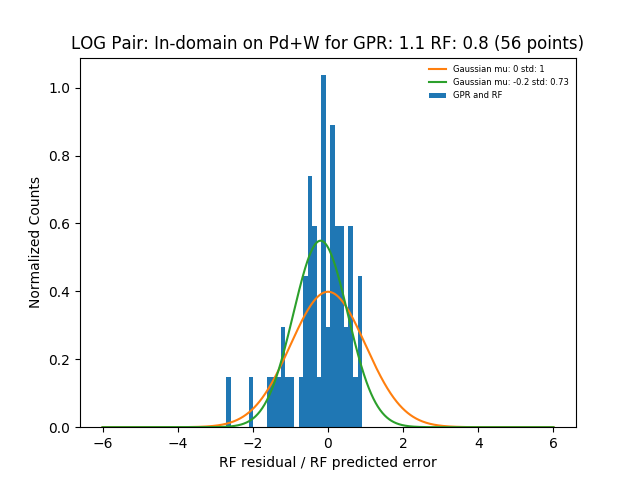 LOG Pair: In-domain on Pd+W for GPR: 1.1 RF: 0.8 (56 points)
Gaussian mu: 0 std: 1
Gaussian mu: -0.2 std: 0.73
GPR and RF
Normalized Counts
1.0
0.8
0.6
0.4
0.2
0.0
−6 −4 −2 0 2 4 6
RF residual / RF predicted error